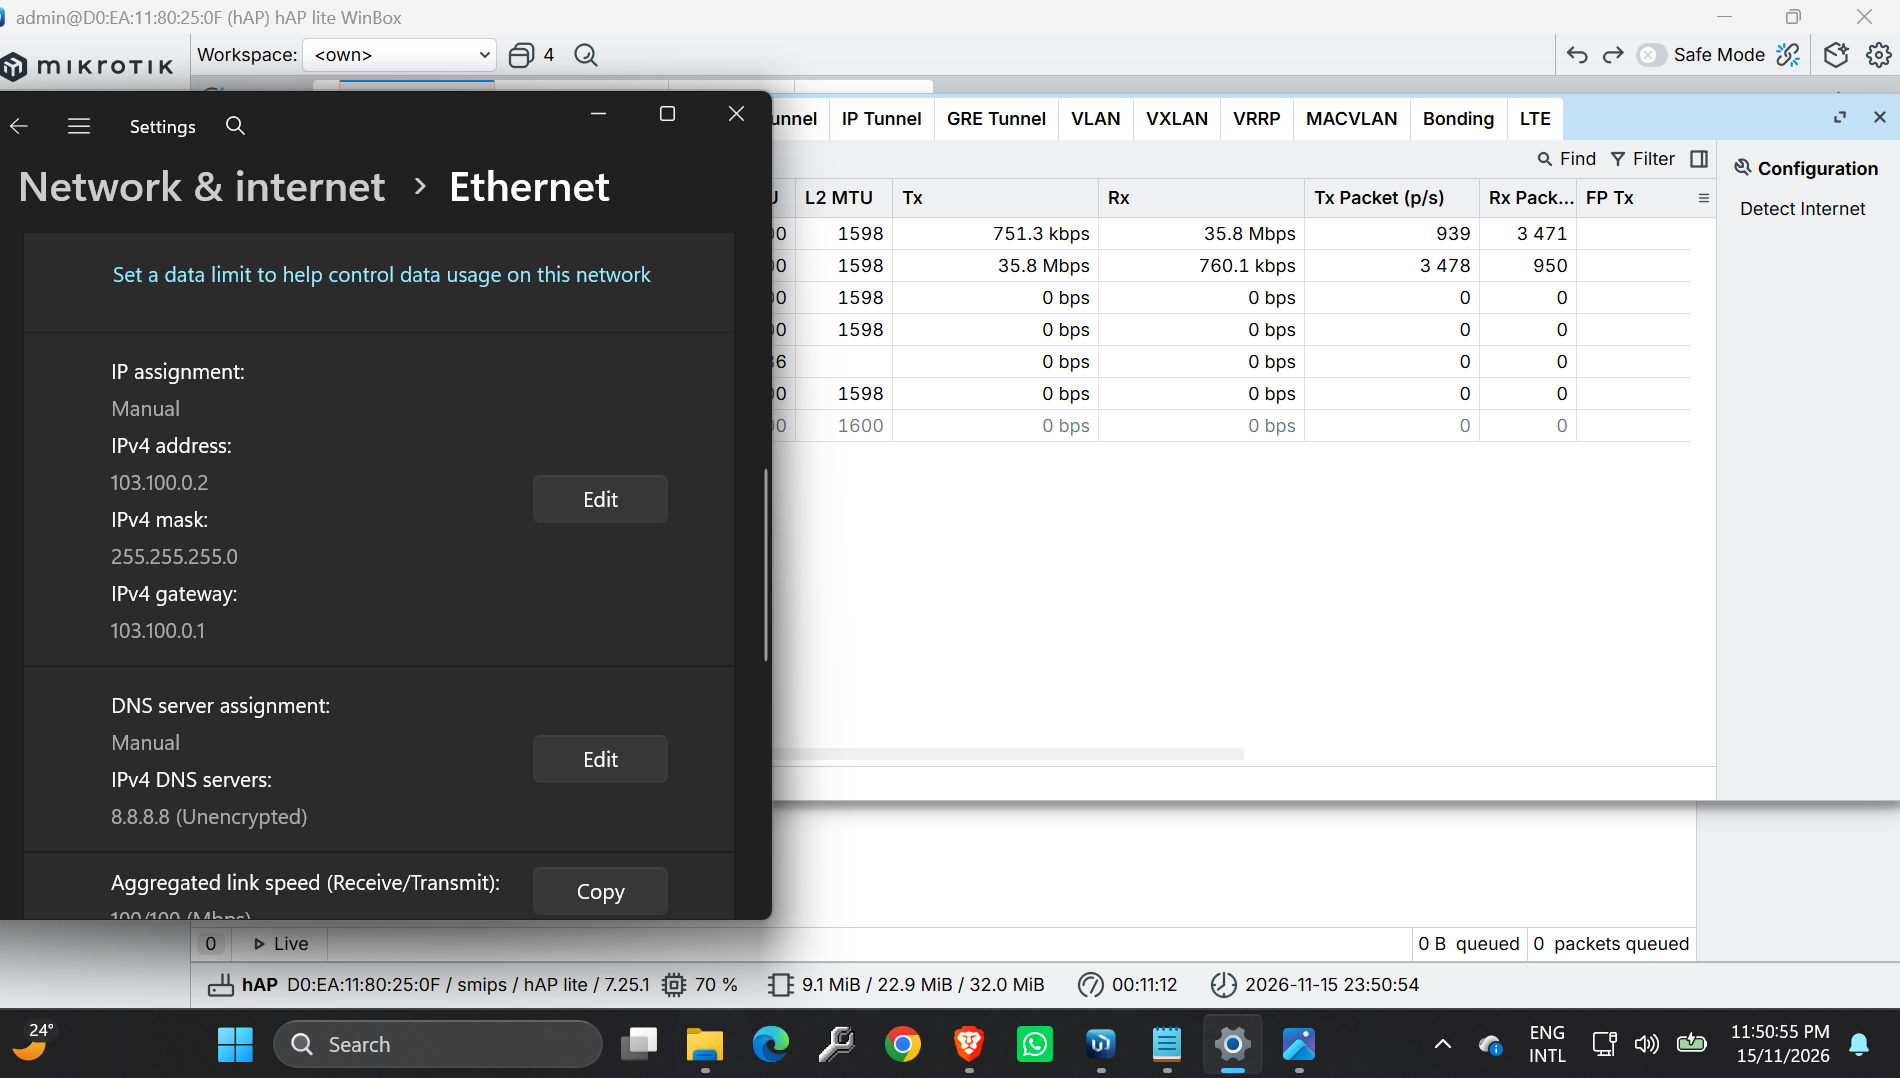 admin@D0:EA:11:80:25:0F (hAP) hAP lite WinBox
mikrotik
Workspace: <own> 4
Safe Mode
Settings
Network & internet › Ethernet
Set a data limit to help control data usage on this network
IP assignment:
Manual
IPv4 address:
103.100.0.2
IPv4 mask:
255.255.255.0
IPv4 gateway:
103.100.0.1
Edit
DNS server assignment:
Manual
IPv4 DNS servers:
8.8.8.8 (Unencrypted)
Edit
Aggregated link speed (Receive/Transmit):
100/100 (Mbps)
Copy
unnel IP Tunnel GRE Tunnel VLAN VXLAN VRRP MACVLAN Bonding LTE
Find Filter
L2 MTU Tx Rx Tx Packet (p/s) Rx Pack... FP Tx
00 1598 751.3 kbps 35.8 Mbps 939 3 471
00 1598 35.8 Mbps 760.1 kbps 3 478 950
00 1598 0 bps 0 bps 0 0
00 1598 0 bps 0 bps 0 0
36 0 bps 0 bps 0 0
00 1598 0 bps 0 bps 0 0
00 1600 0 bps 0 bps 0 0
Configuration
Detect Internet
0 Live
0 B queued 0 packets queued
hAP D0:EA:11:80:25:0F / smips / hAP lite / 7.25.1 70 % 9.1 MiB / 22.9 MiB / 32.0 MiB 00:11:12 2026-11-15 23:50:54
24°
Search
ENG
INTL
11:50:55 PM
15/11/2026